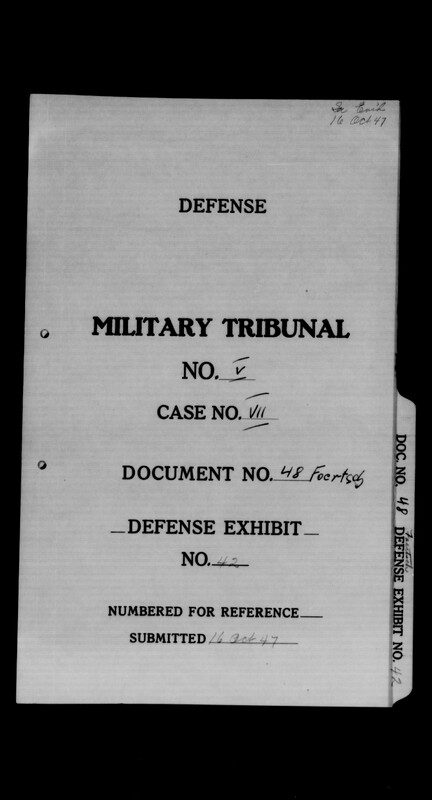 16 Oct 47
DEFENSE
MILITARY TRIBUNAL
NO. V
CASE NO. VII
DOCUMENT NO. 48 Foertsch
DEFENSE EXHIBIT
NO. 42
NUMBERED FOR REFERENCE
SUBMITTED 16 Oct 47
DOC. NO. 48 Foertsch DEFENSE EXHIBIT NO. 42